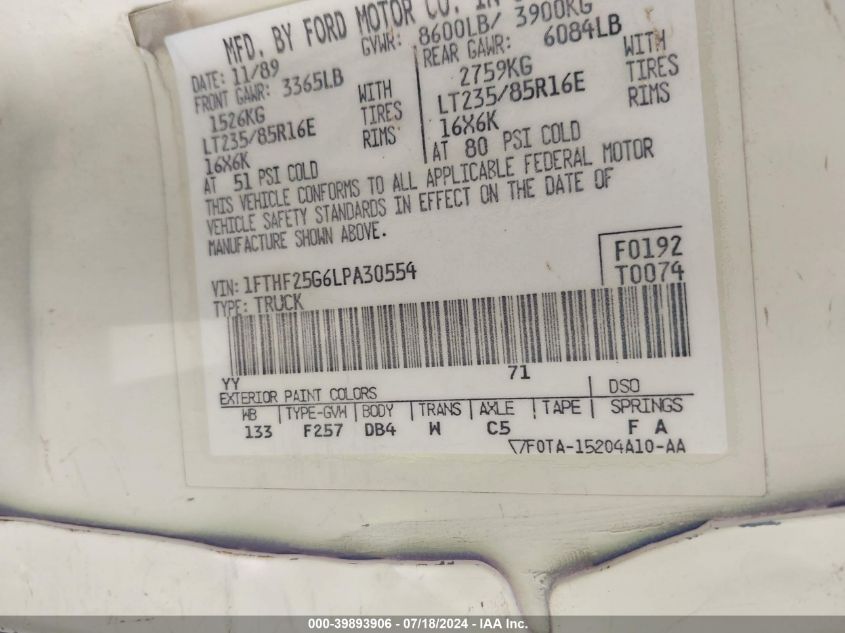 MFD. BY FORD MOTOR CO. IN
GVWR: 8600LB/ 3900KG
DATE: 11/89
FRONT GAWR: 3365LB
1526KG WITH
LT235/85R16E TIRES
16X6K RIMS
AT 51 PSI COLD
REAR GAWR: 6084LB
2759KG WITH
LT235/85R16E TIRES
16X6K RIMS
AT 80 PSI COLD
THIS VEHICLE CONFORMS TO ALL APPLICABLE FEDERAL MOTOR
VEHICLE SAFETY STANDARDS IN EFFECT ON THE DATE OF
MANUFACTURE SHOWN ABOVE.
F0192
VIN: 1FTHF25G6LPA30554 T0074
TYPE: TRUCK
YY 71
EXTERIOR PAINT COLORS DSO
WB TYPE-GVW BODY TRANS AXLE TAPE SPRINGS
133 F257 DB4 W C5 F A
F0TA-15204A10-AA
000-39893906 / 07/18/2024 - IAA Inc.